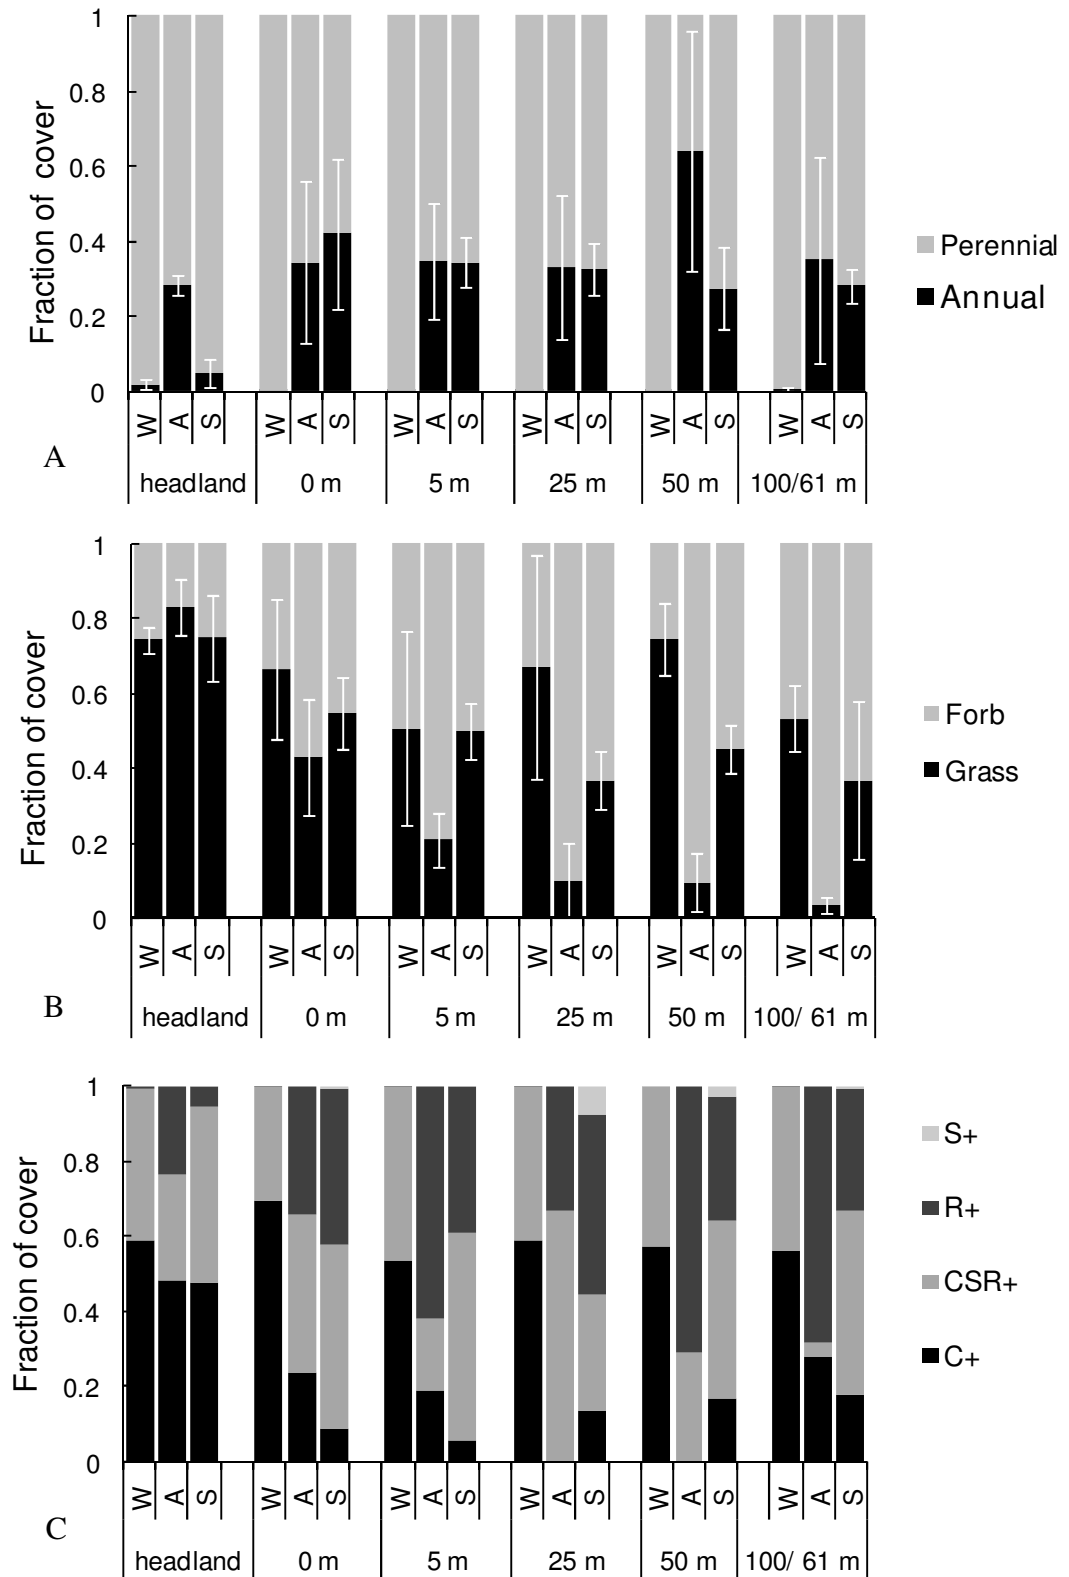 1
0.8
0.6
0.4
0.2
0
Fraction of cover
Perennial
Annual
W A S W A S W A S W A S W A S W A S
A
headland 0 m 5 m 25 m 50 m 100/61 m
1
0.8
0.6
0.4
0.2
0
Fraction of cover
Forb
Grass
W A S W A S W A S W A S W A S W A S
B
headland 0 m 5 m 25 m 50 m 100/ 61 m
1
0.8
0.6
0.4
0.2
0
Fraction of cover
S+
R+
CSR+
C+
W A S W A S W A S W A S W A S W A S
C
headland 0 m 5 m 25 m 50 m 100/ 61 m